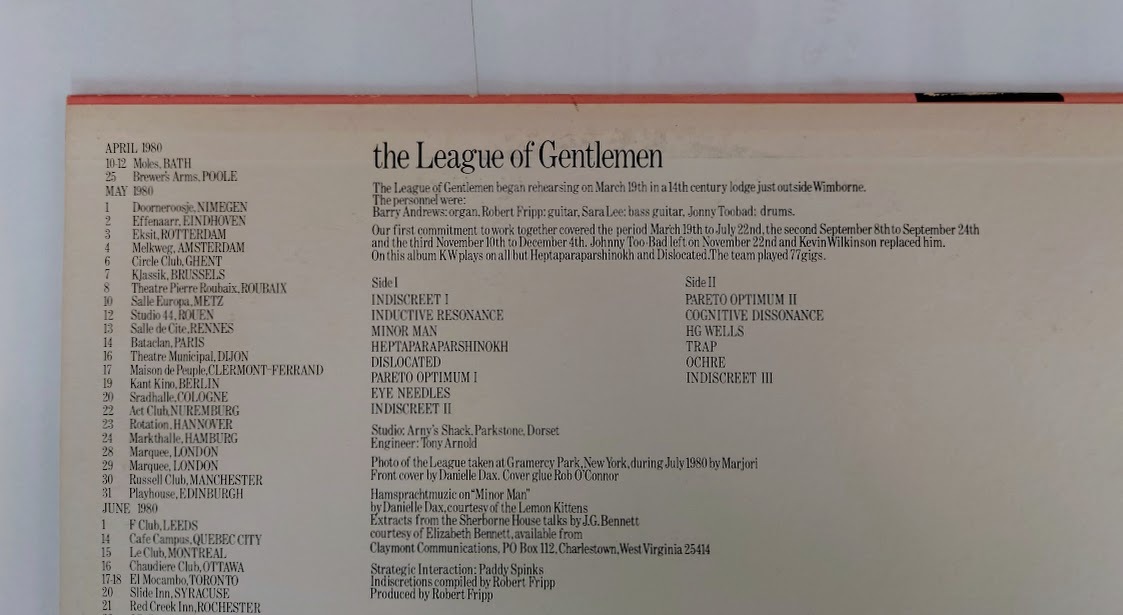 APRIL 1980
10-12 Moles, BATH
25 Brewer's Arms, POOLE
MAY 1980
1 Doornroosje, NIMEGEN
2 Effenaarr, EINDHOVEN
3 Eksit, ROTTERDAM
4 Melkweg, AMSTERDAM
6 Circle Club, GHENT
7 Klassik, BRUSSELS
8 Theatre Pierre Roubaix, ROUBAIX
10 Salle Europa, METZ
12 Studio 44, ROUEN
13 Salle de Cite, RENNES
14 Bataclan, PARIS
16 Theatre Municipal, DIJON
17 Maison de Peuple, CLERMONT-FERRAND
19 Kant Kino, BERLIN
20 Sradhalle, COLOGNE
22 Act Club, NUREMBURG
23 Rotation, HANNOVER
24 Markthalle, HAMBURG
28 Marquee, LONDON
29 Marquee, LONDON
30 Russell Club, MANCHESTER
31 Playhouse, EDINBURGH
JUNE 1980
1 F Club, LEEDS
14 Cafe Campus, QUEBEC CITY
15 Le Club, MONTREAL
16 Chaudiere Club, OTTAWA
17-18 El Mocambo, TORONTO
20 Slide Inn, SYRACUSE
21 Red Creek Inn, ROCHESTER
the League of Gentlemen
The League of Gentlemen began rehearsing on March 19th in a 14th century lodge just outside Wimborne.
The personnel were:
Barry Andrews: organ, Robert Fripp: guitar, Sara Lee: bass guitar, Jonny Toobad: drums.
Our first commitment to work together covered the period March 19th to July 22nd, the second September 8th to September 24th
and the third November 10th to December 4th. Johnny Too-Bad left on November 22nd and Kevin Wilkinson replaced him.
On this album KW plays on all but Heptaparaparshinokh and Dislocated. The team played 77 gigs.
Side I
INDISCREET I
INDUCTIVE RESONANCE
MINOR MAN
HEPTAPARAPARSHINOKH
DISLOCATED
PARETO OPTIMUM I
EYE NEEDLES
INDISCREET II
Side II
PARETO OPTIMUM II
COGNITIVE DISSONANCE
HG WELLS
TRAP
OCHRE
INDISCREET III
Studio: Arny's Shack, Parkstone, Dorset
Engineer: Tony Arnold
Photo of the League taken at Gramercy Park, New York, during July 1980 by Marjori
Front cover by Danielle Dax. Cover glue Rob O'Connor
Hamsprachtmuzic on "Minor Man"
by Danielle Dax, courtesy of the Lemon Kittens
Extracts from the Sherborne House talks by J.G. Bennett
courtesy of Elizabeth Bennett, available from
Claymont Communications, PO Box 112, Charlestown, West Virginia 25414
Strategic Interaction: Paddy Spinks
Indiscretions compiled by Robert Fripp
Produced by Robert Fripp